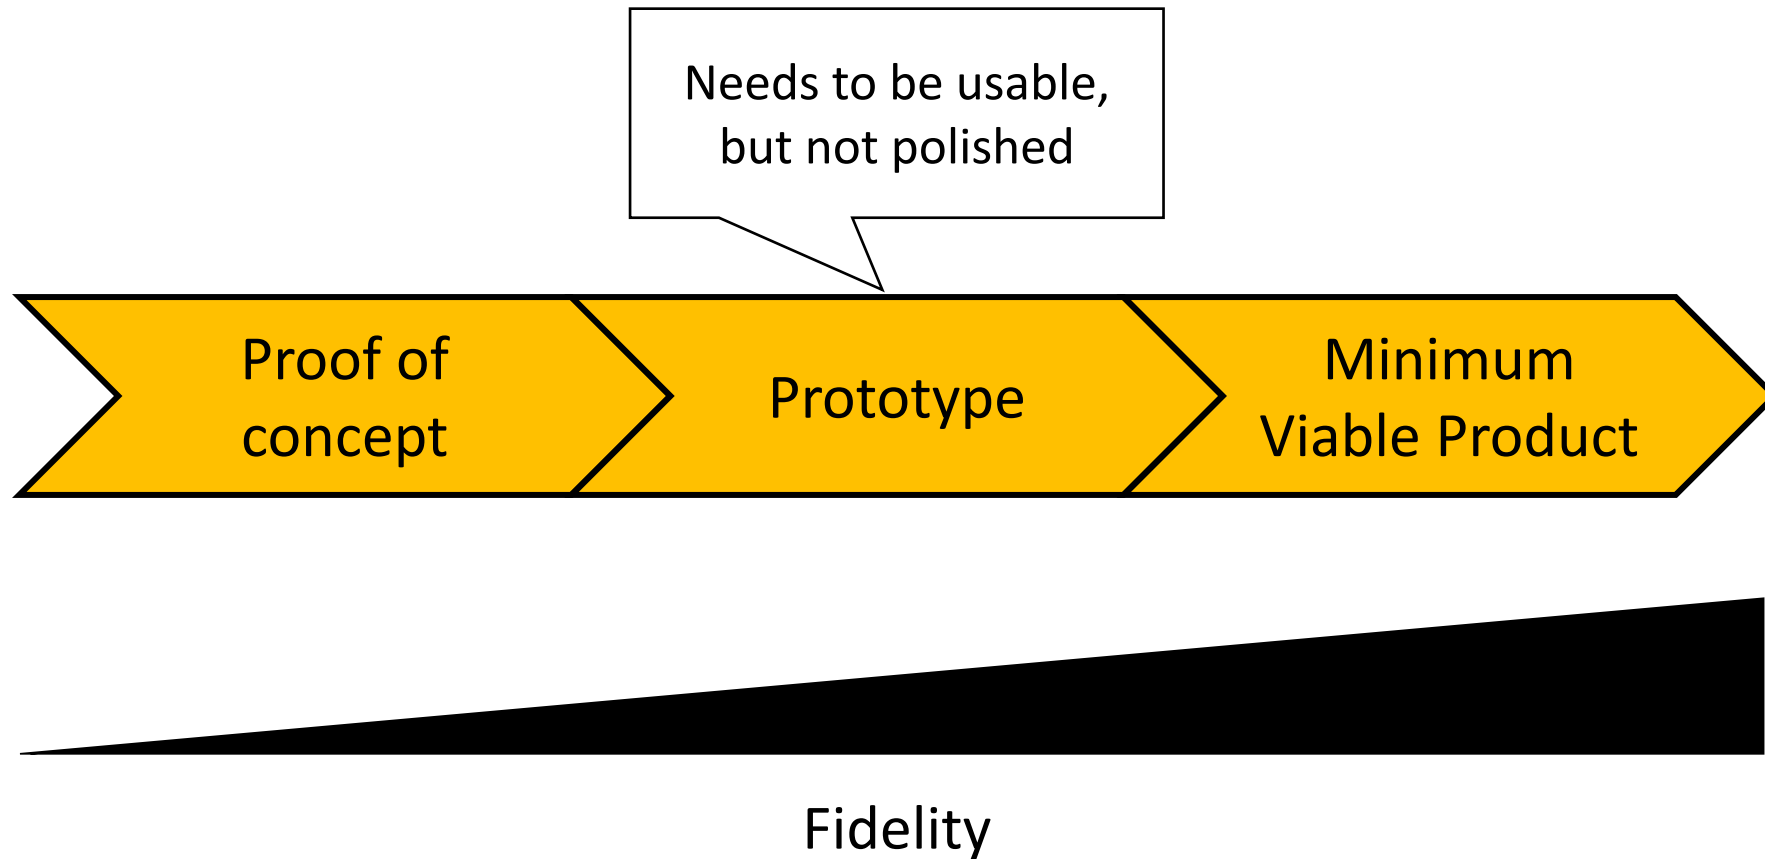 Needs to be usable,
but not polished
Proof of
concept
Prototype
Minimum
Viable Product
Fidelity